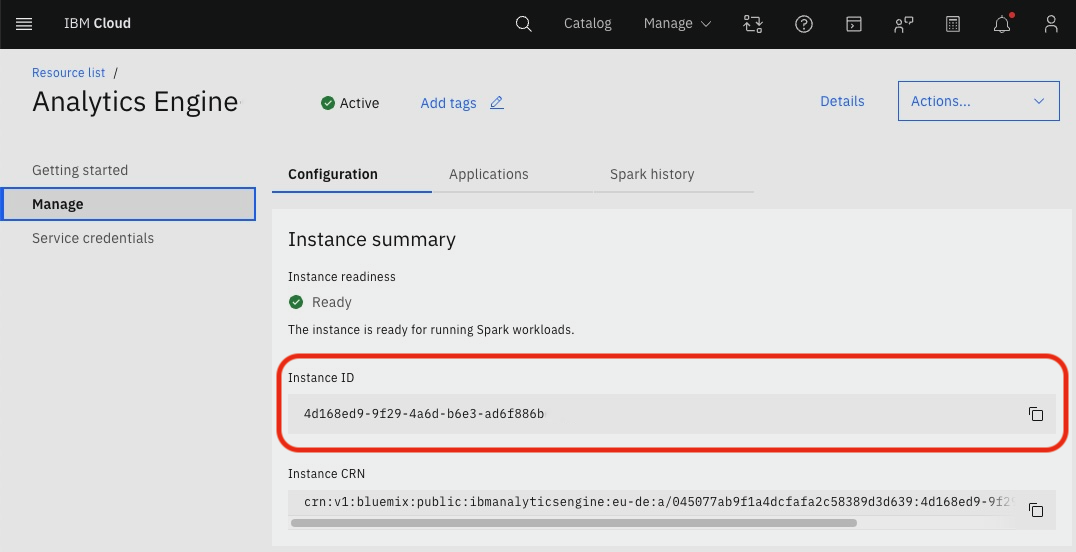 IBM Cloud
Catalog
Manage
Resource list /
Analytics Engine
Active
Add tags
Details
Actions...
Getting started
Manage
Service credentials
Configuration
Applications
Spark history
Instance summary
Instance readiness
Ready
The instance is ready for running Spark workloads.
Instance ID
4d168ed9-9f29-4a6d-b6e3-ad6f886b
Instance CRN
crn:v1:bluemix:public:ibmanalyticsengine:eu-de:a/045077ab9f1a4dcfafa2c58389d3d639:4d168ed9-9f29